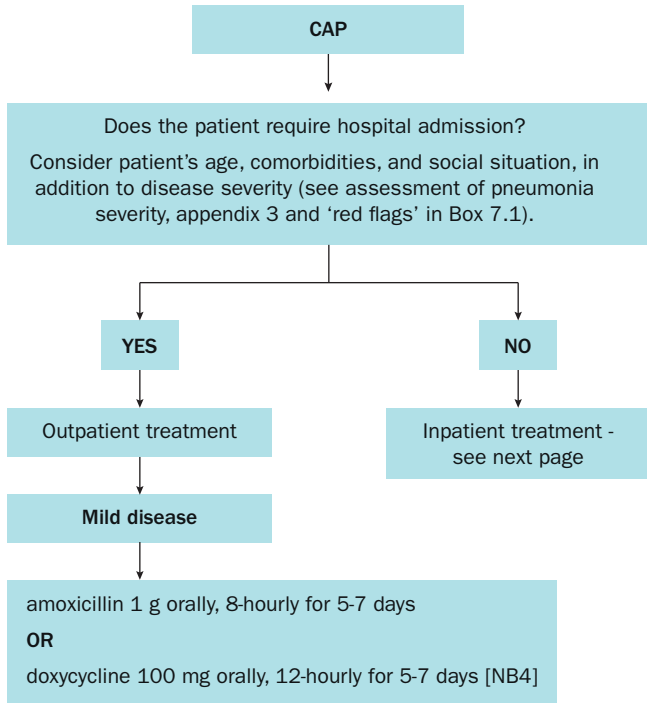 CAP
Does the patient require hospital admission?
Consider patient's age, comorbidities, and social situation, in
addition to disease severity (see assessment of pneumonia
severity, appendix 3 and ‘red flags’ in Box 7.1).
YES
NO
Outpatient treatment
Inpatient treatment -
see next page
Mild disease
amoxicillin 1 g orally, 8-hourly for 5-7 days
OR
doxycycline 100 mg orally, 12-hourly for 5-7 days [NB4]